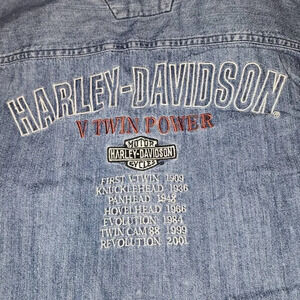 HARLEY-DAVIDSON®
V TWIN POWER
MOTOR
HARLEY-DAVIDSON
CYCLES
FIRST V-TWIN 1909
KNUCKLEHEAD 1936
PANHEAD 1948
HOVELHEAD 1966
EVOLUTION 1984
TWIN CAM 88 1999
REVOLUTION 2001